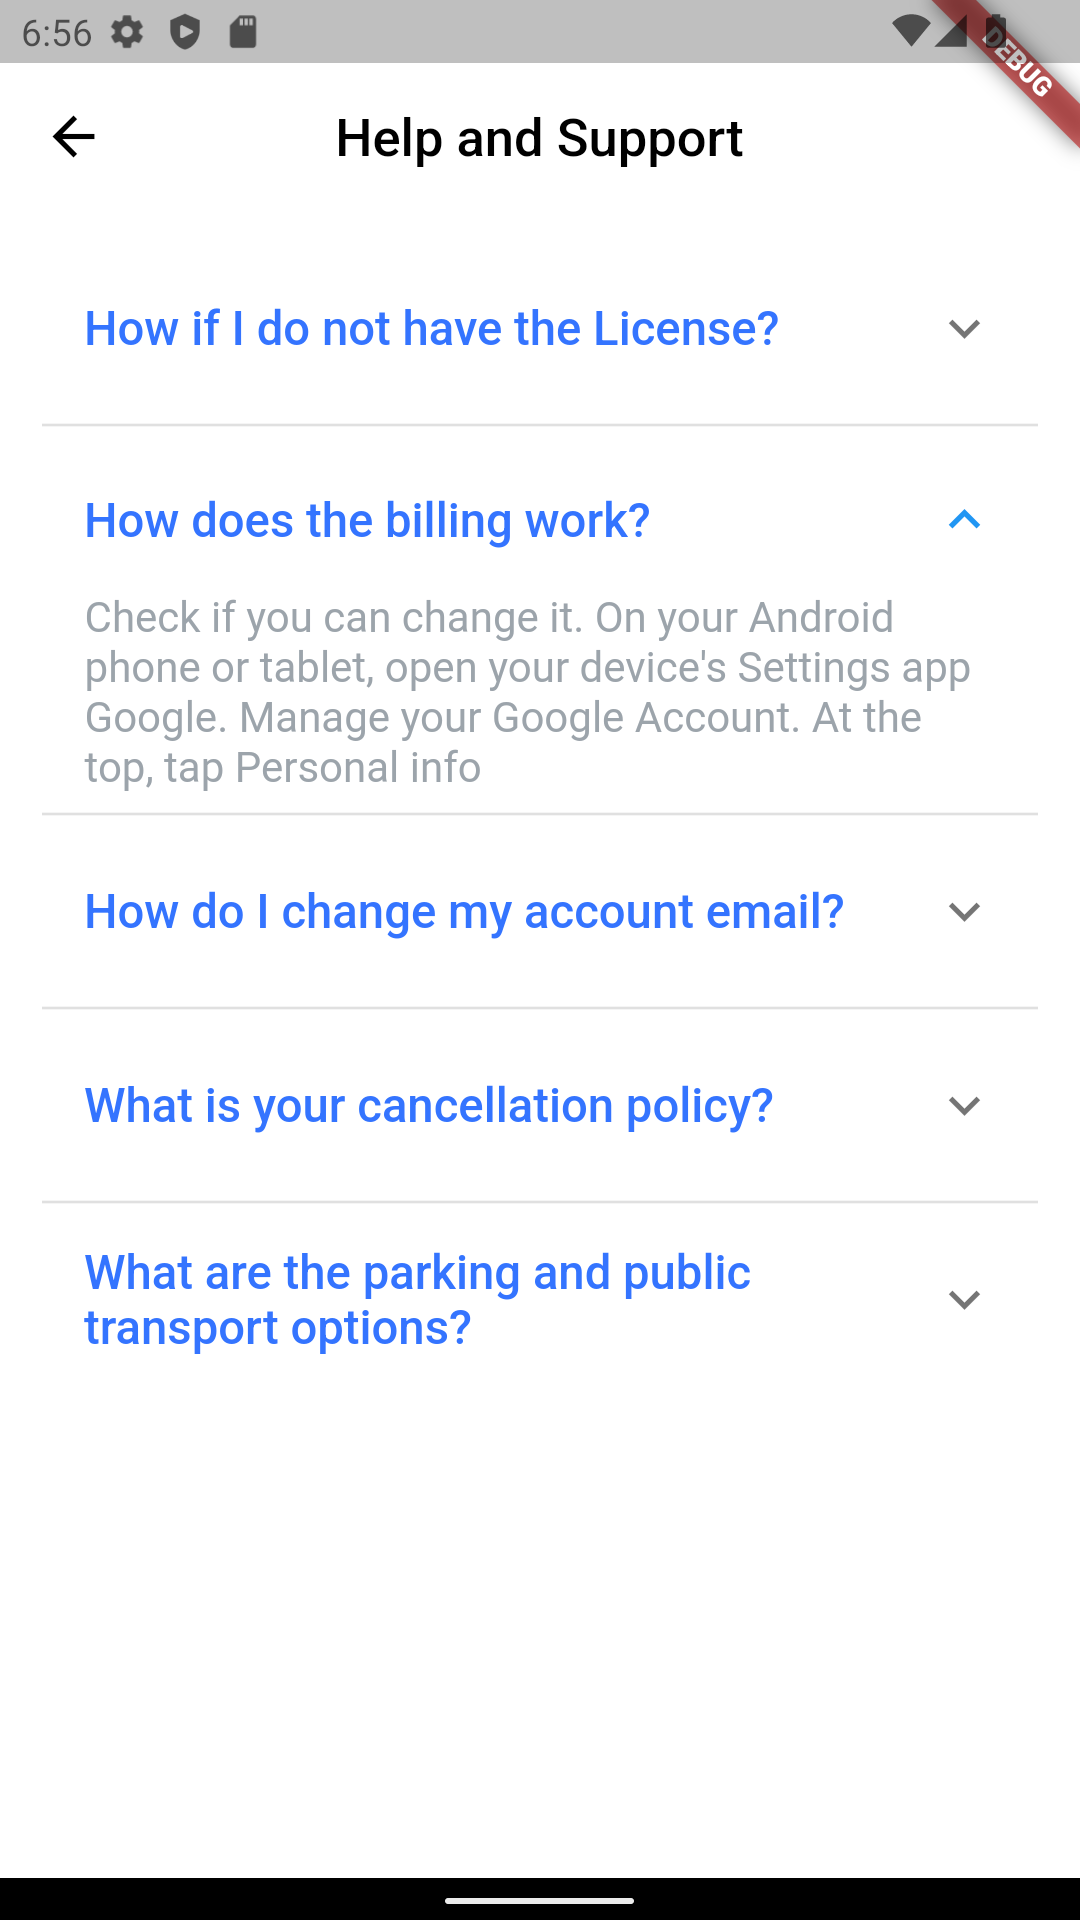 6:56
DEBUG
Help and Support
How if I do not have the License?
How does the billing work?
Check if you can change it. On your Android
phone or tablet, open your device's Settings app
Google. Manage your Google Account. At the
top, tap Personal info
How do I change my account email?
What is your cancellation policy?
What are the parking and public
transport options?